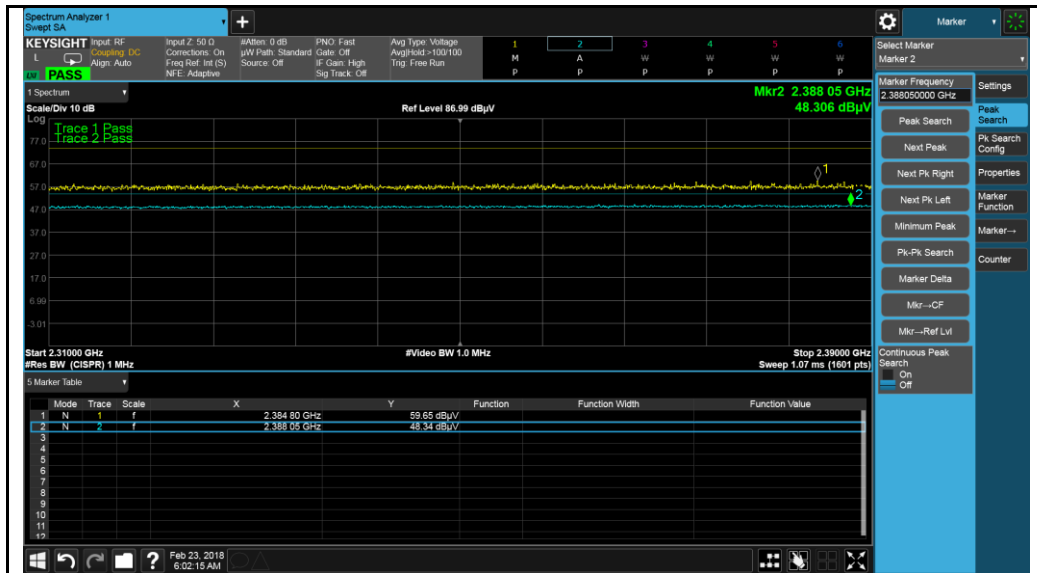 Spectrum Analyzer 1
Swept SA
+
Marker
KEYSIGHT Input: RF Input Z: 50 Ω #Atten: 0 dB PNO: Fast Avg Type: Voltage 1 2 3 4 5 6
L Coupling: DC Corrections: On µW Path: Standard Gate: Off Avg|Hold:>100/100 M A W W W W
Align: Auto Freq Ref: Int (S) Source: Off IF Gain: High Trig: Free Run
LXI PASS NFE: Adaptive Sig Track: Off P P P P P P
Select Marker
Marker 2
1 Spectrum
Mkr2 2.388 05 GHz
Scale/Div 10 dB Ref Level 86.99 dBµV 48.306 dBµV
Log
Trace 1 Pass
Trace 2 Pass
77.0
67.0
1
57.0
2
47.0
37.0
27.0
17.0
6.99
-3.01
Start 2.31000 GHz #Video BW 1.0 MHz Stop 2.39000 GHz
#Res BW (CISPR) 1 MHz Sweep 1.07 ms (1601 pts)
Marker Frequency
2.388050000 GHz
Peak Search
Next Peak
Next Pk Right
Next Pk Left
Minimum Peak
Pk-Pk Search
Marker Delta
Mkr→CF
Mkr→Ref Lvl
Continuous Peak
Search
On
Off
Settings
Peak
Search
Pk Search
Config
Properties
Marker
Function
Marker→
Counter
5 Marker Table
Mode Trace Scale X Y Function Function Width Function Value
1 N 1 f 2.384 80 GHz 59.65 dBµV
2 N 2 f 2.388 05 GHz 48.34 dBµV
3
4
5
6
7
8
9
10
11
12
? Feb 23, 2018
6:02:15 AM